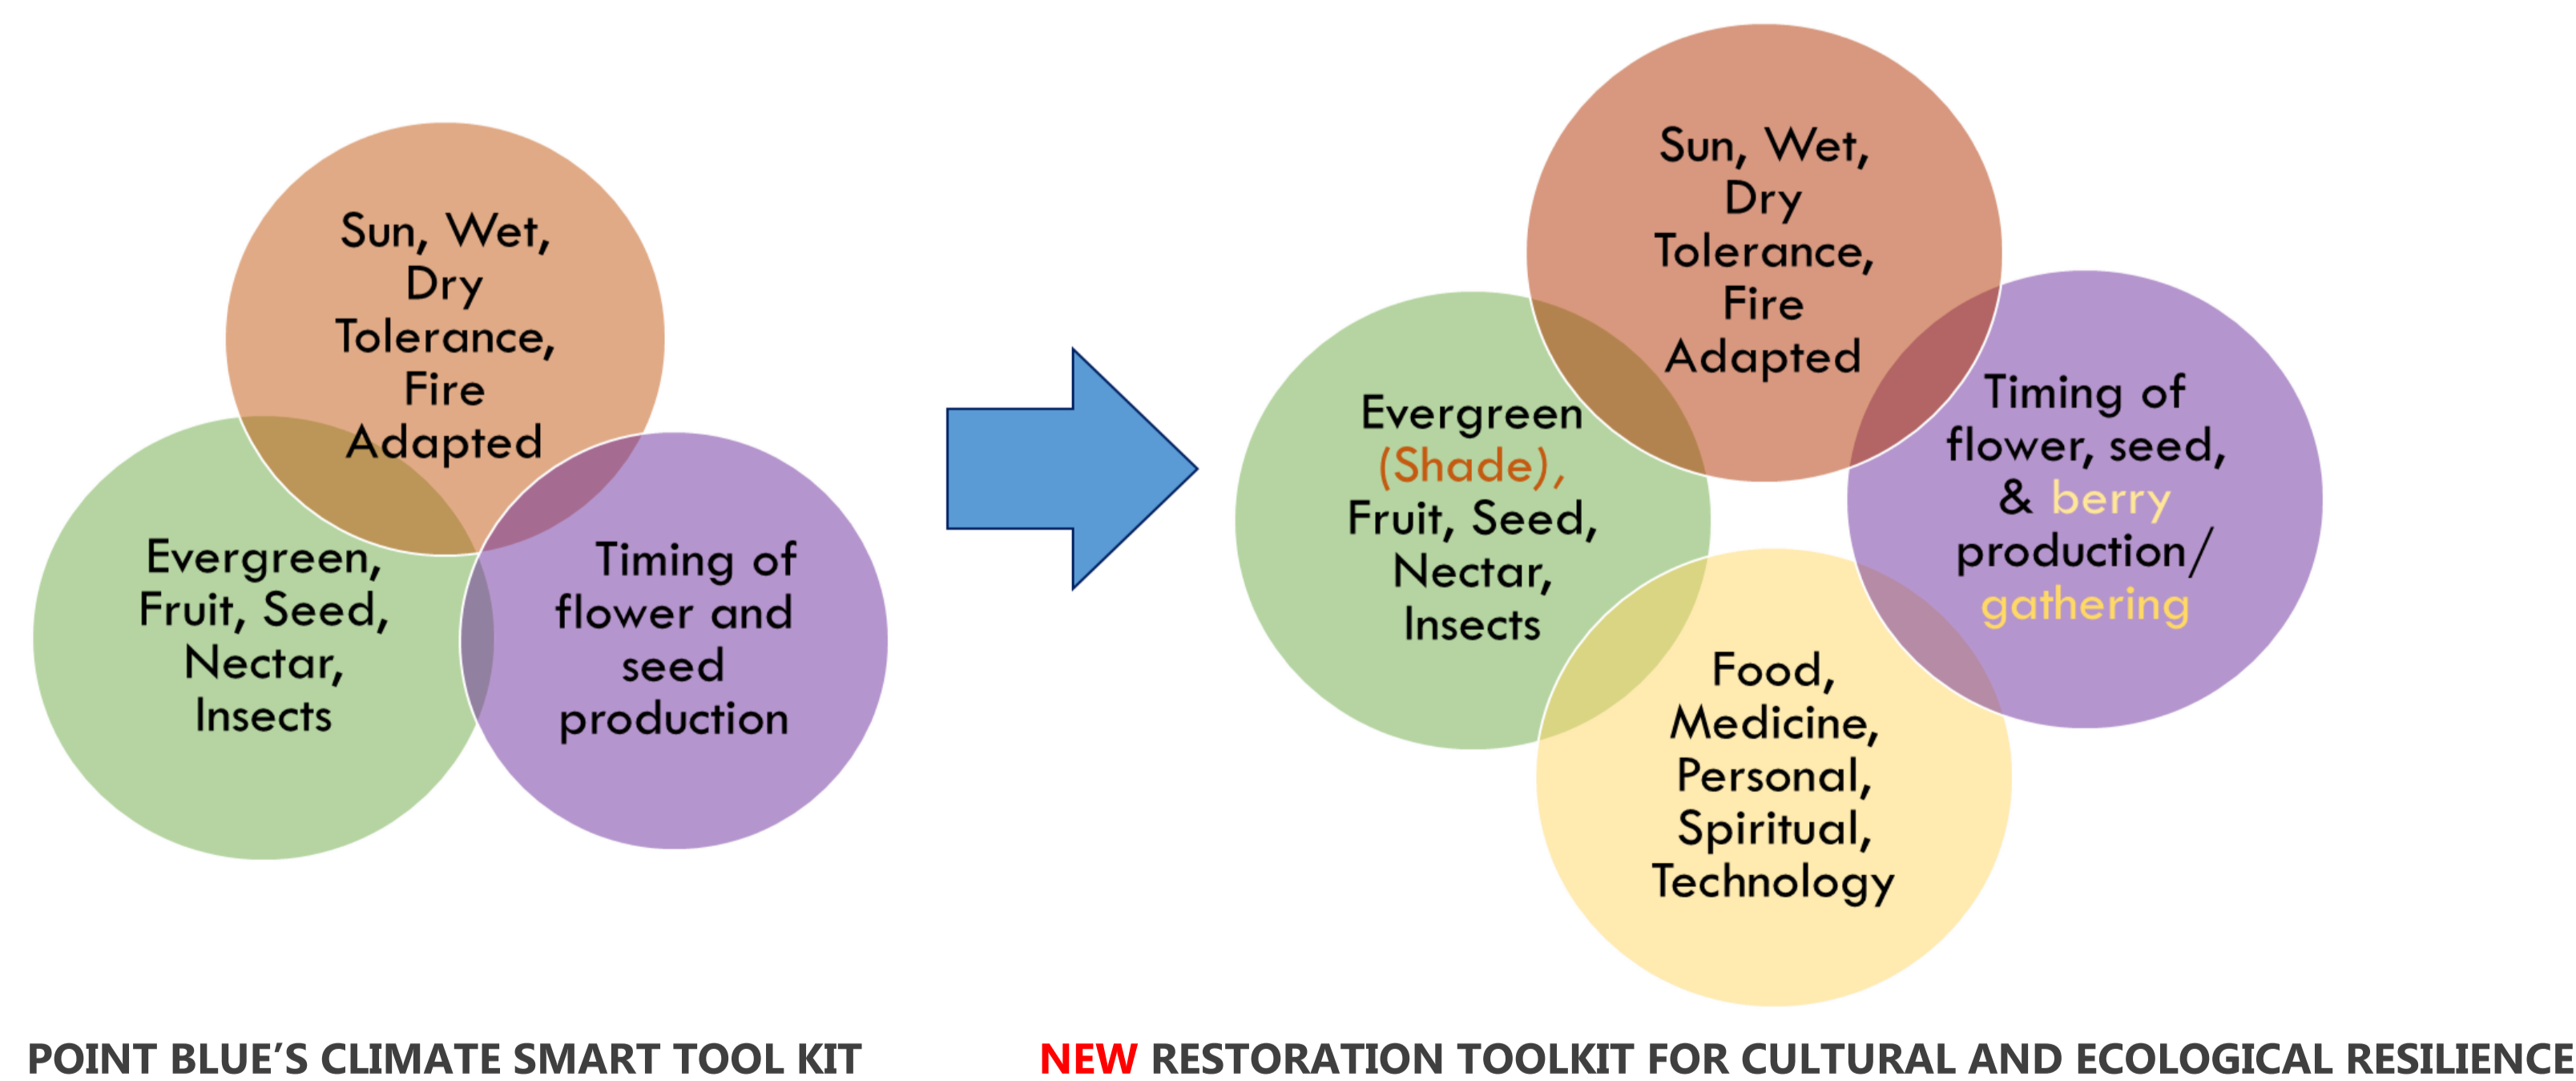 Sun, Wet,
Dry
Tolerance,
Fire
Adapted
Evergreen,
Fruit, Seed,
Nectar,
Insects
Timing of
flower and
seed
production
Sun, Wet,
Dry
Tolerance,
Fire
Adapted
Evergreen
(Shade),
Fruit, Seed,
Nectar,
Insects
Timing of
flower, seed,
& berry
production/
gathering
Food,
Medicine,
Personal,
Spiritual,
Technology
POINT BLUE’S CLIMATE SMART TOOL KIT
NEW RESTORATION TOOLKIT FOR CULTURAL AND ECOLOGICAL RESILIENCE